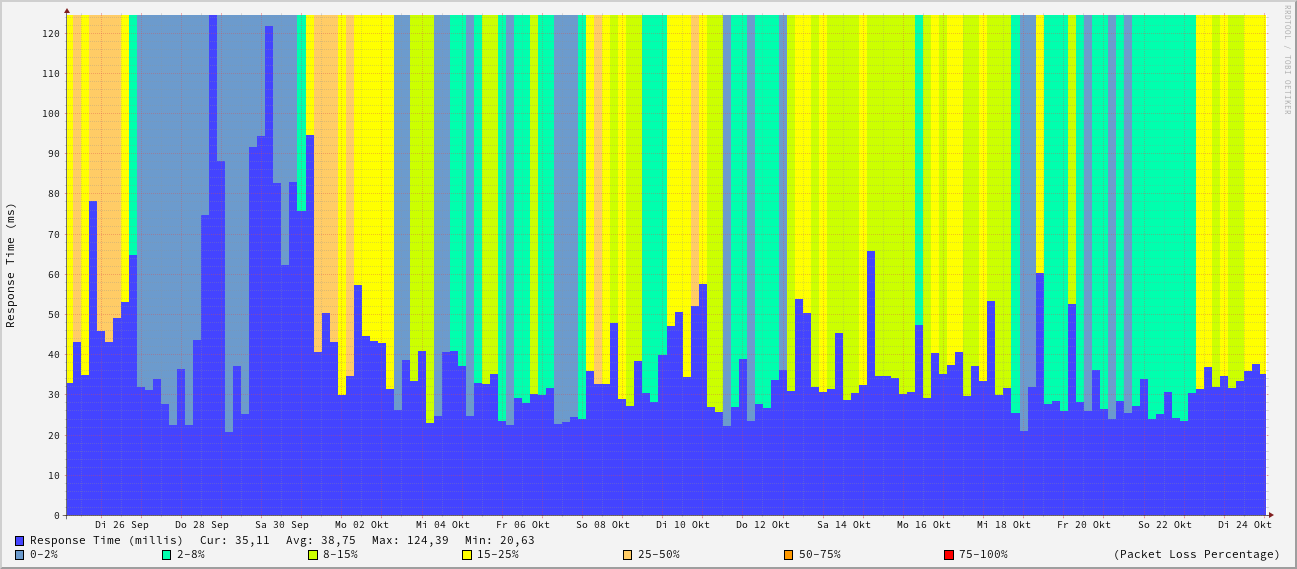 RRDTOOL / TOBI OETIKER
Response Time (ms)
120
110
100
90
80
70
60
50
40
30
20
10
0
Di 26 Sep Do 28 Sep Sa 30 Sep Mo 02 Okt Mi 04 Okt Fr 06 Okt So 08 Okt Di 10 Okt Do 12 Okt Sa 14 Okt Mo 16 Okt Mi 18 Okt Fr 20 Okt So 22 Okt Di 24 Okt
Response Time (millis) Cur: 35,11 Avg: 38,75 Max: 124,39 Min: 20,63
0-2% 2-8% 8-15% 15-25% 25-50% 50-75% 75-100% (Packet Loss Percentage)